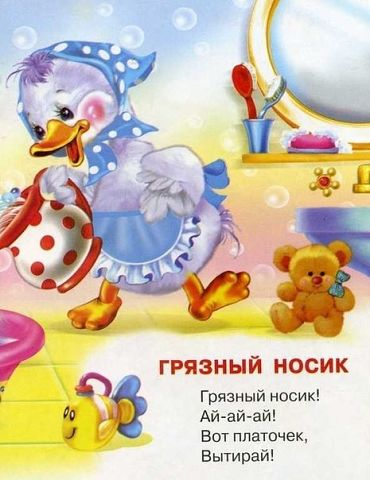 ГРЯЗНЫЙ НОСИК
Грязный носик!
Ай-ай-ай!
Вот платочек,
Вытирай!